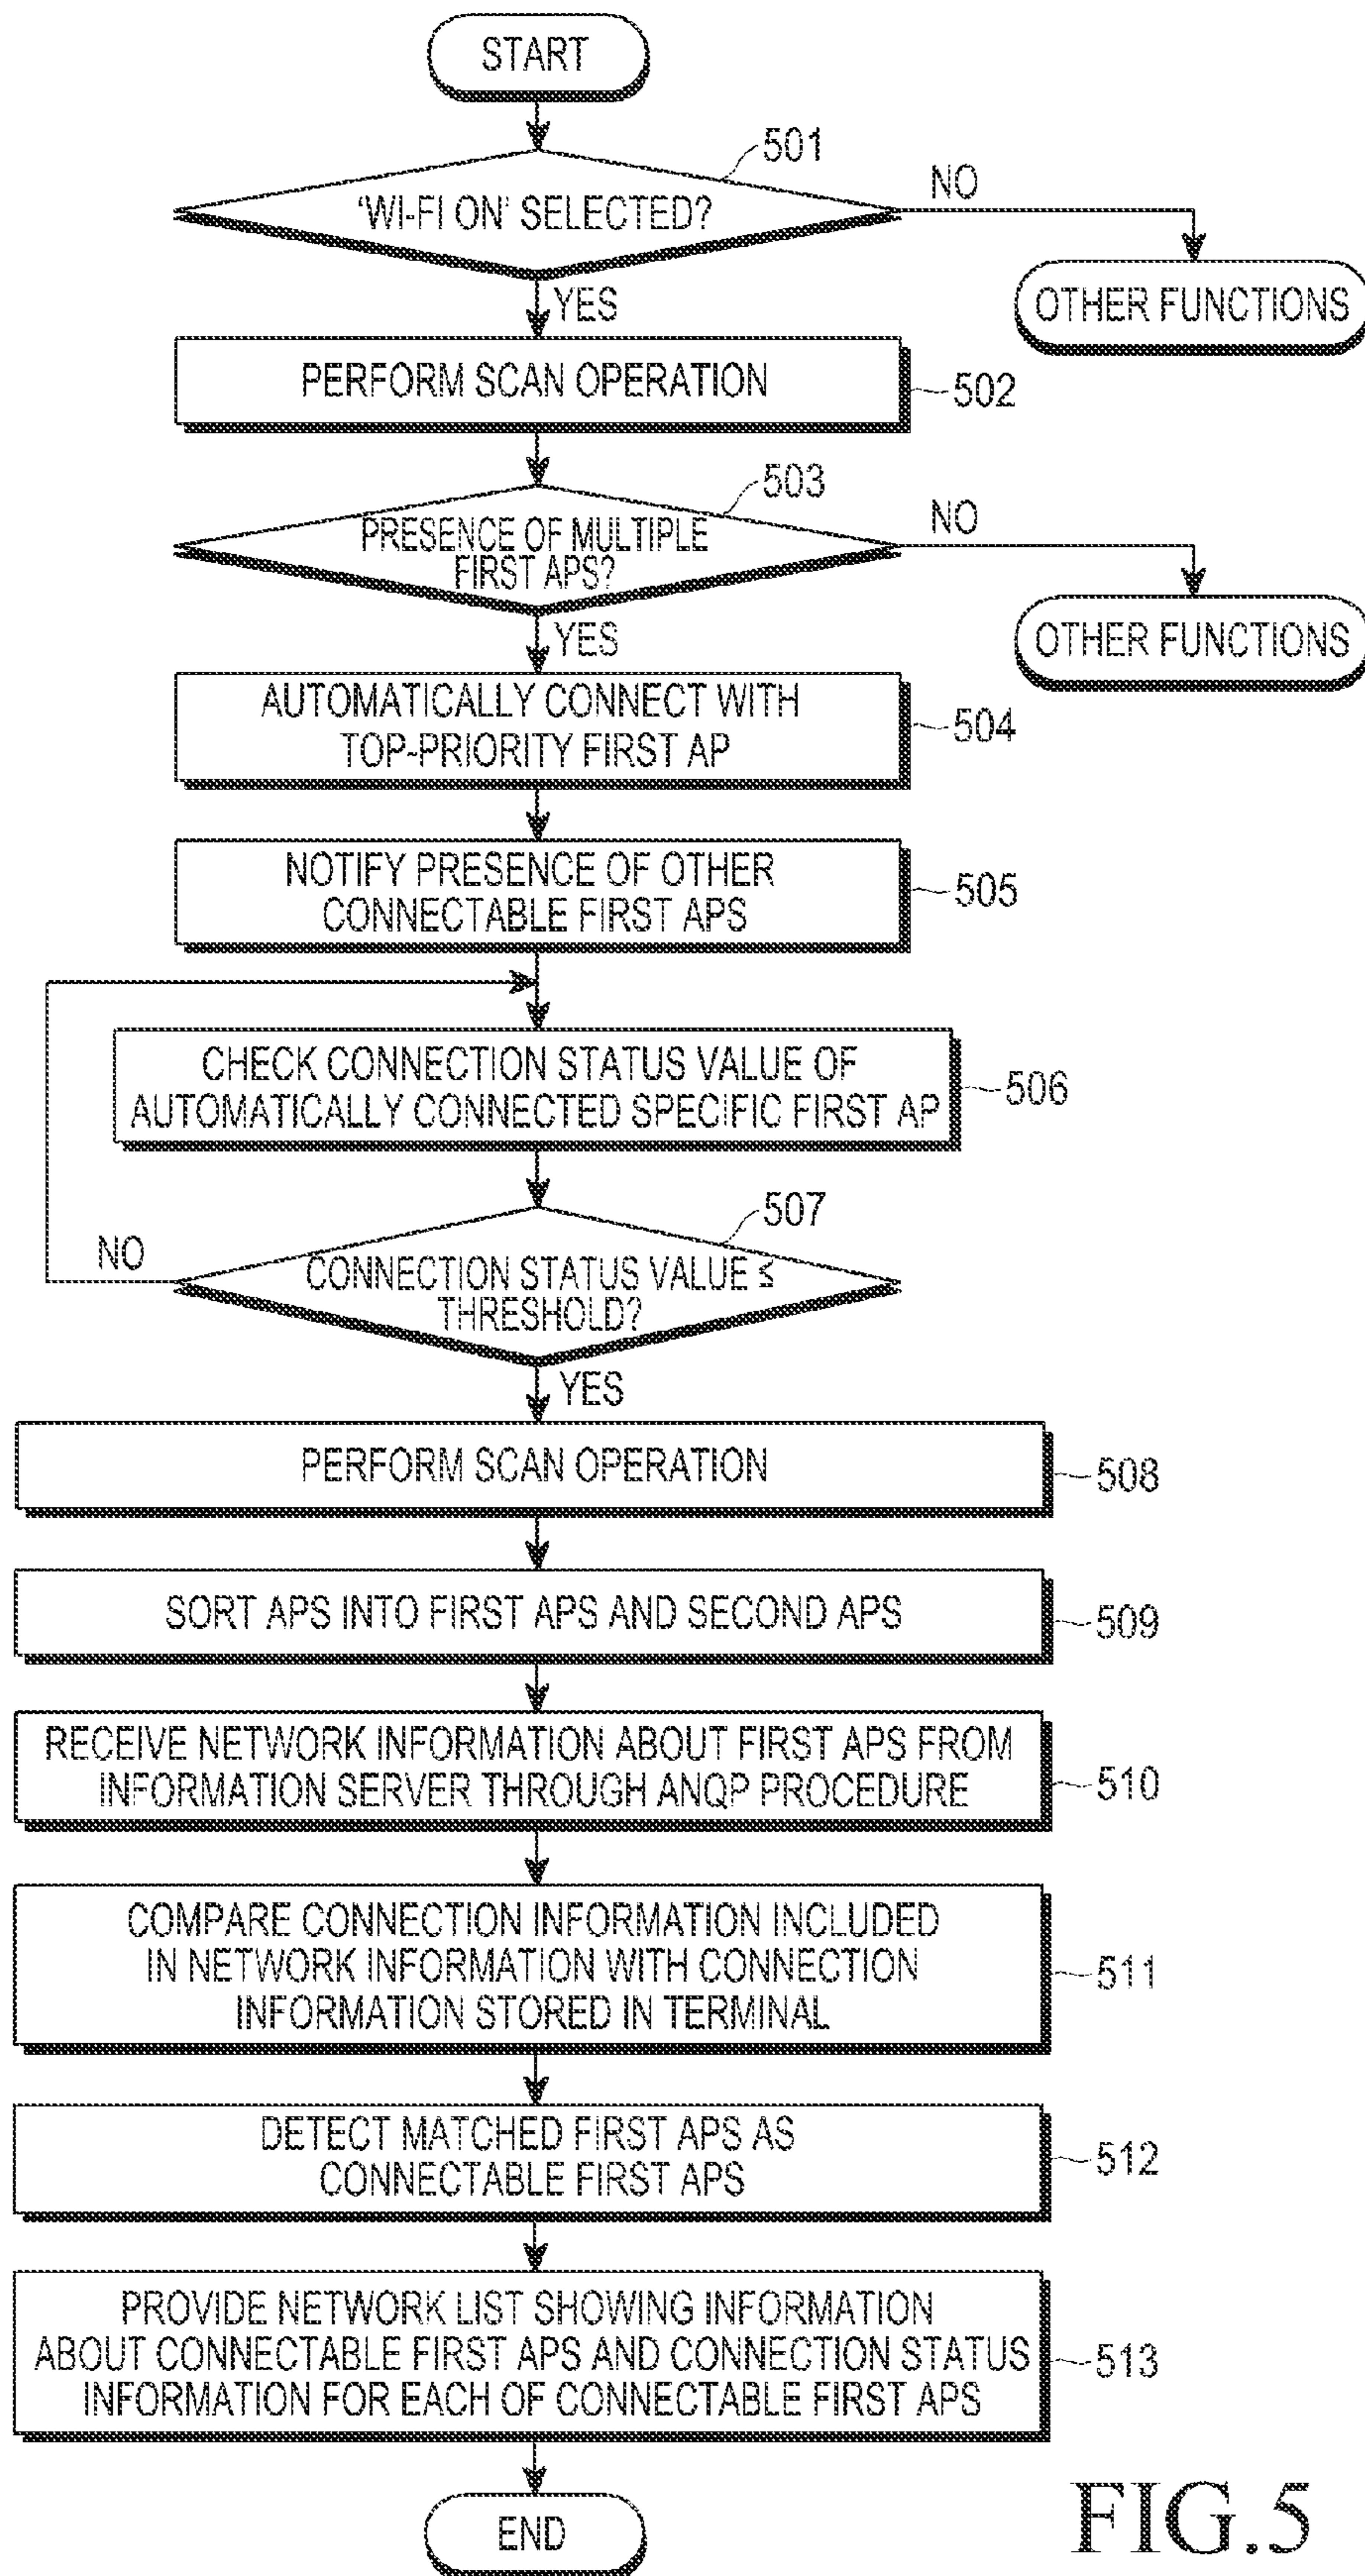 START
501
'WI-FI ON' SELECTED?
NO
OTHER FUNCTIONS
YES
PERFORM SCAN OPERATION
502
503
PRESENCE OF MULTIPLE
FIRST APS?
NO
OTHER FUNCTIONS
YES
AUTOMATICALLY CONNECT WITH
TOP-PRIORITY FIRST AP
504
NOTIFY PRESENCE OF OTHER
CONNECTABLE FIRST APS
505
CHECK CONNECTION STATUS VALUE OF
AUTOMATICALLY CONNECTED SPECIFIC FIRST AP
506
507
NO
CONNECTION STATUS VALUE ≤
THRESHOLD?
YES
PERFORM SCAN OPERATION
508
SORT APS INTO FIRST APS AND SECOND APS
509
RECEIVE NETWORK INFORMATION ABOUT FIRST APS FROM
INFORMATION SERVER THROUGH ANQP PROCEDURE
510
COMPARE CONNECTION INFORMATION INCLUDED
IN NETWORK INFORMATION WITH CONNECTION
INFORMATION STORED IN TERMINAL
511
DETECT MATCHED FIRST APS AS
CONNECTABLE FIRST APS
512
PROVIDE NETWORK LIST SHOWING INFORMATION
ABOUT CONNECTABLE FIRST APS AND CONNECTION STATUS
INFORMATION FOR EACH OF CONNECTABLE FIRST APS
513
END
FIG.5